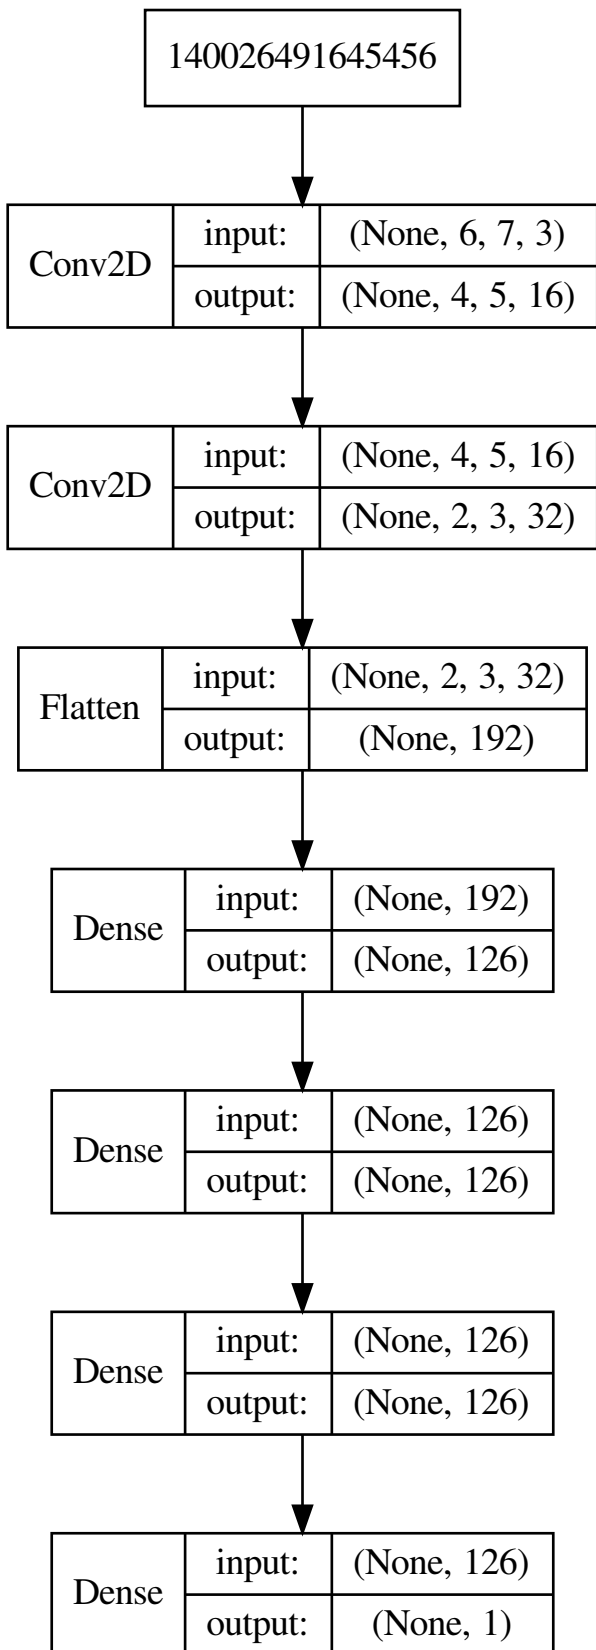 140026491645456
Conv2D
input: (None, 6, 7, 3)
output: (None, 4, 5, 16)
Conv2D
input: (None, 4, 5, 16)
output: (None, 2, 3, 32)
Flatten
input: (None, 2, 3, 32)
output: (None, 192)
Dense
input: (None, 192)
output: (None, 126)
Dense
input: (None, 126)
output: (None, 126)
Dense
input: (None, 126)
output: (None, 126)
Dense
input: (None, 126)
output: (None, 1)